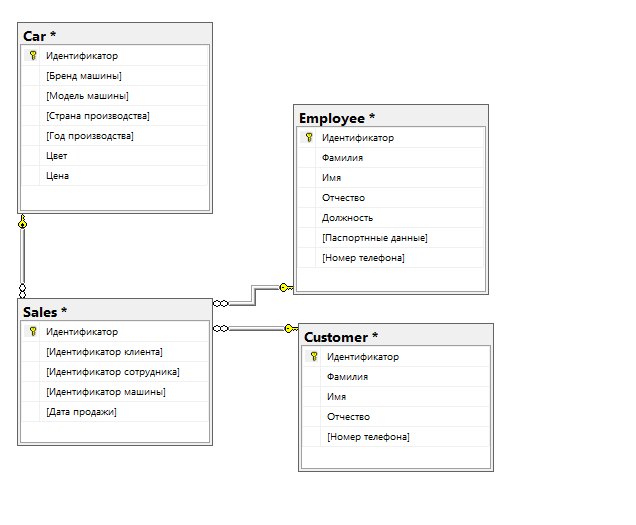 Car *
Идентификатор
[Бренд машины]
[Модель машины]
[Страна производства]
[Год производства]
Цвет
Цена
Employee *
Идентификатор
Фамилия
Имя
Отчество
Должность
[Паспортнные данные]
[Номер телефона]
Sales *
Идентификатор
[Идентификатор клиента]
[Идентификатор сотрудника]
[Идентификатор машины]
[Дата продажи]
Customer *
Идентификатор
Фамилия
Имя
Отчество
[Номер телефона]